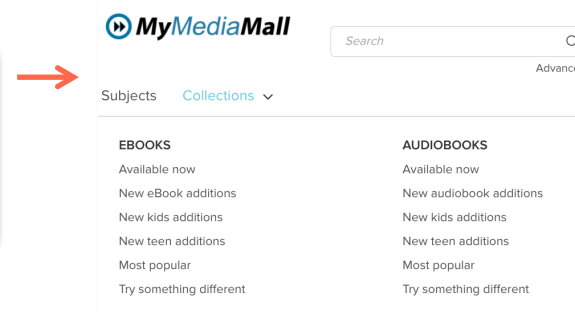 MyMediaMall
Search
Subjects Collections
EBOOKS
Available now
New eBook additions
New kids additions
New teen additions
Most popular
Try something different
AUDIOBOOKS
Available now
New audiobook additions
New kids additions
New teen additions
Most popular
Try something different